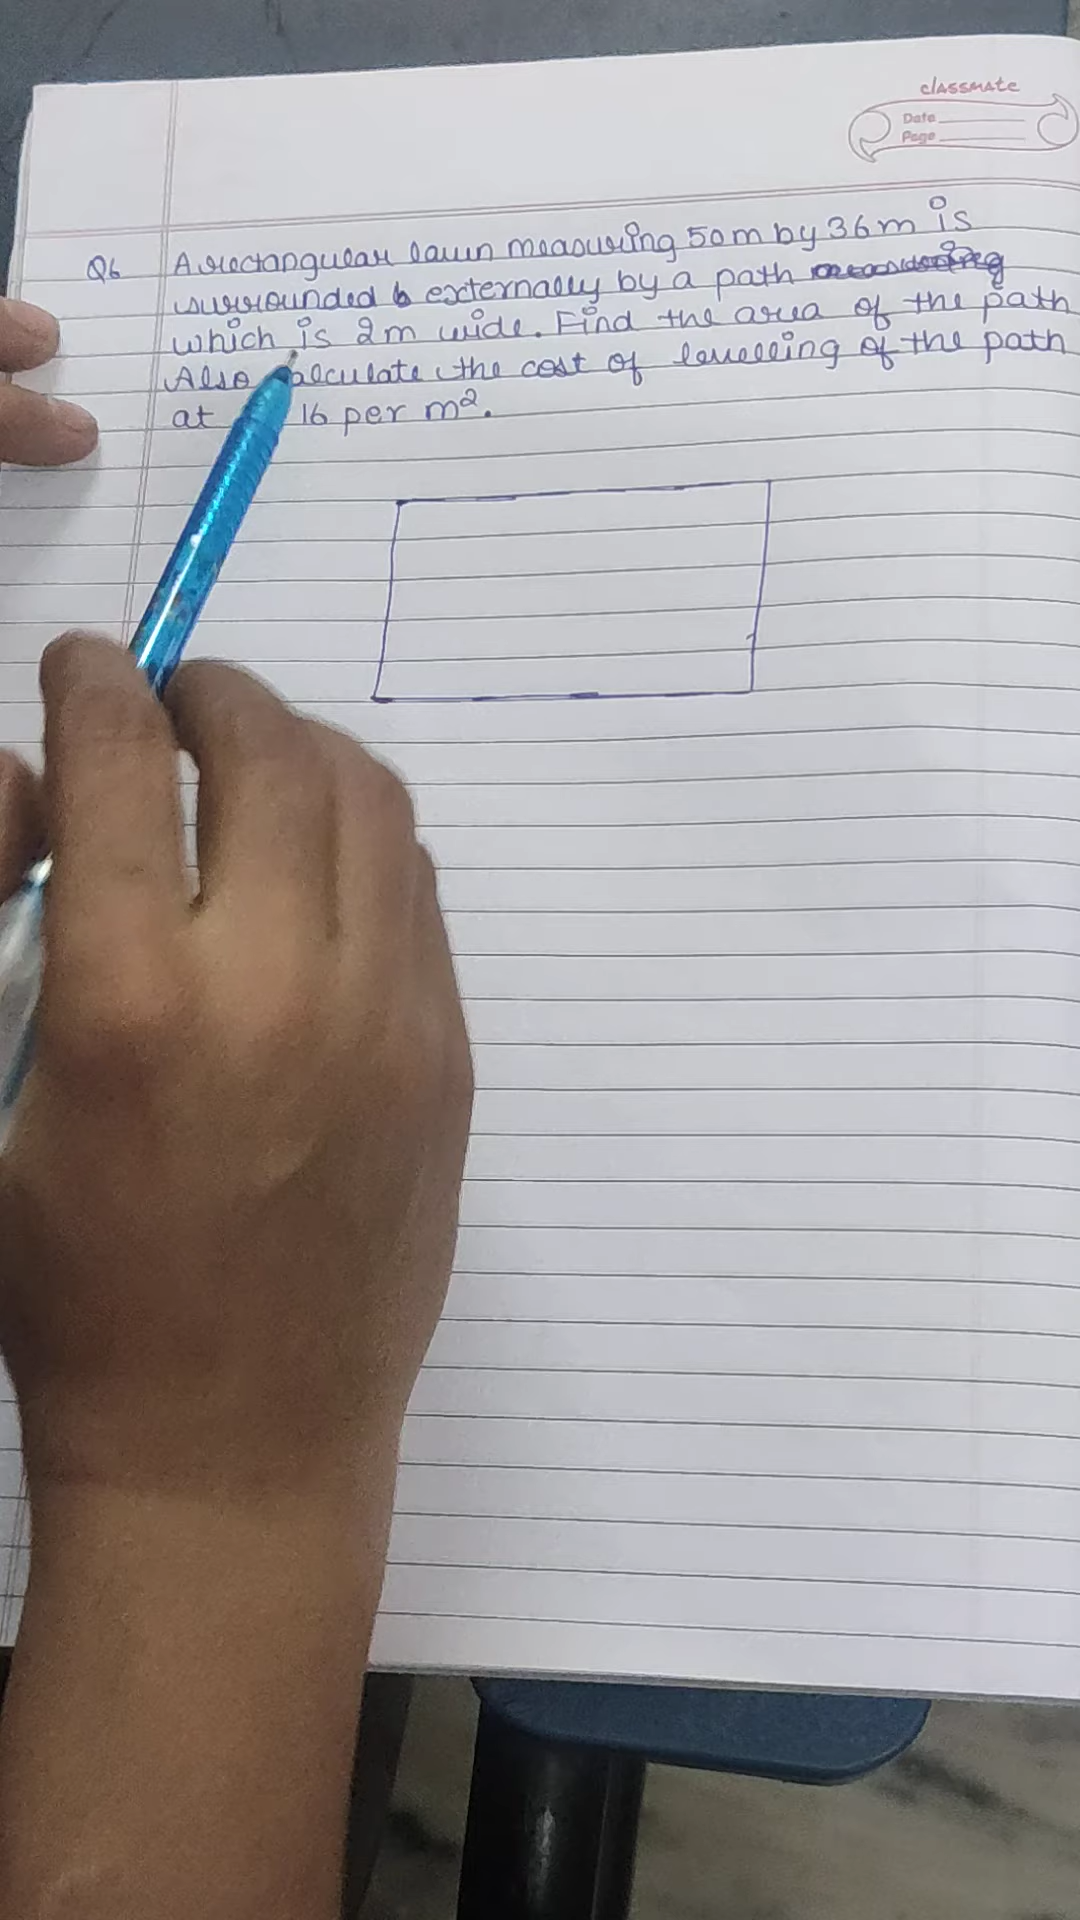 classmate
Date
Page
Q6 A rectangular lawn measuring 50m by 36m is
surrounded externally by a path
which is 2m wide. Find the area of the path
Also calculate the cost of levelling of the path
at 16 per m².